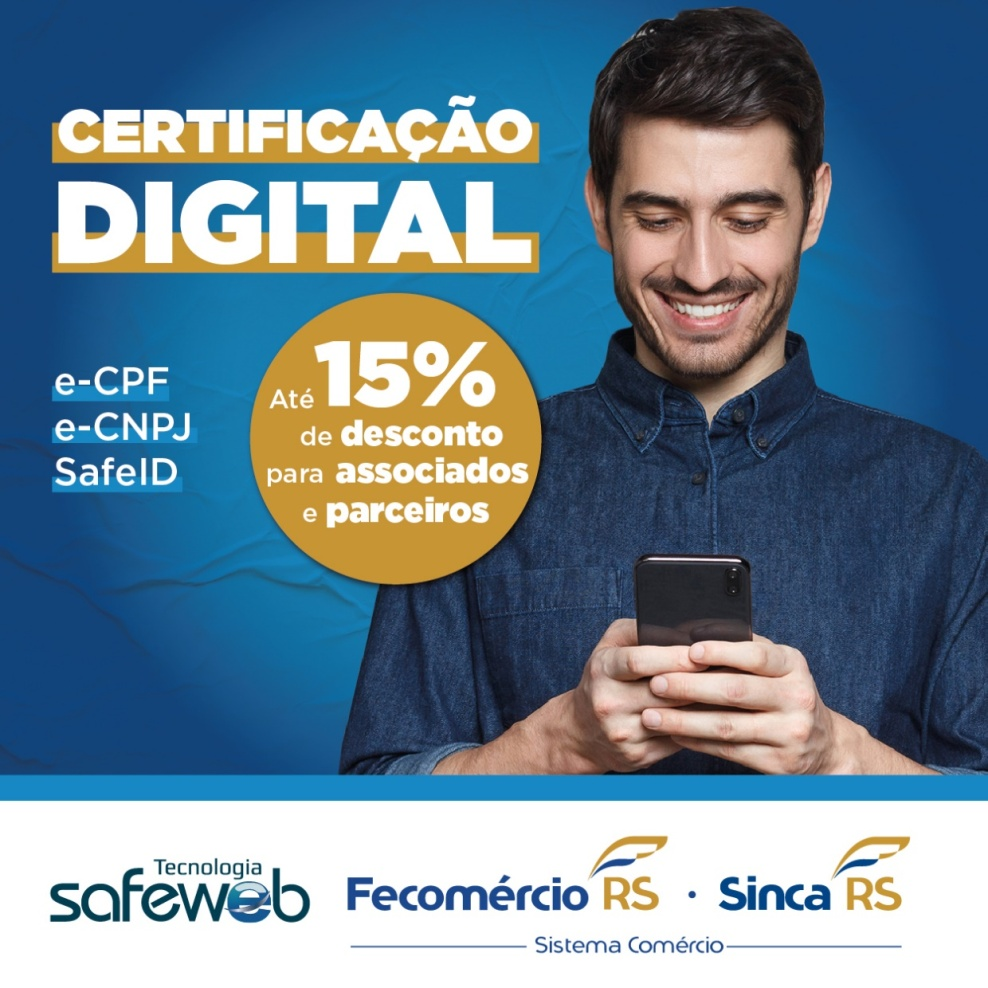 CERTIFICAÇÃO
DIGITAL
e-CPF
e-CNPJ
SafeID
Até 15%
de desconto
para associados
e parceiros
Tecnologia
safeweb
Fecomércio RS · Sinca RS
Sistema Comércio